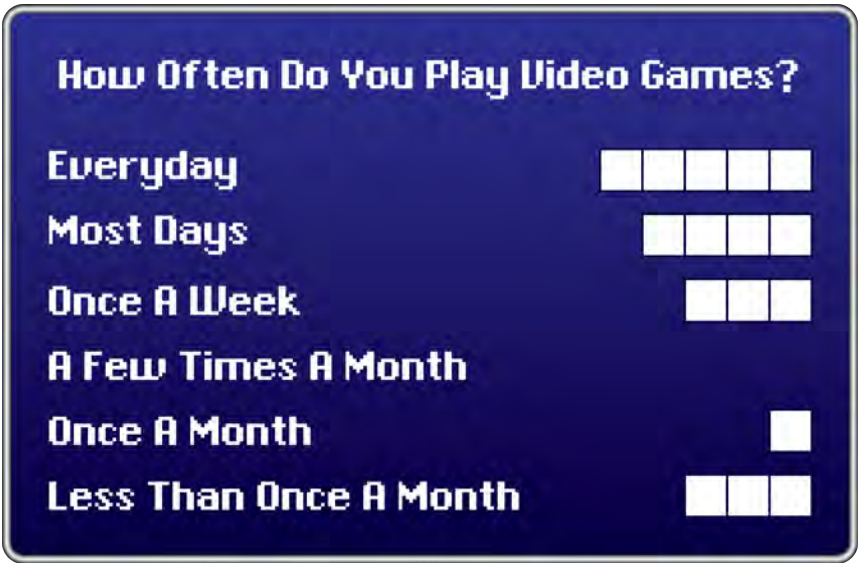 How Often Do You Play Video Games?
Everyday
Most Days
Once A Week
A Few Times A Month
Once A Month
Less Than Once A Month